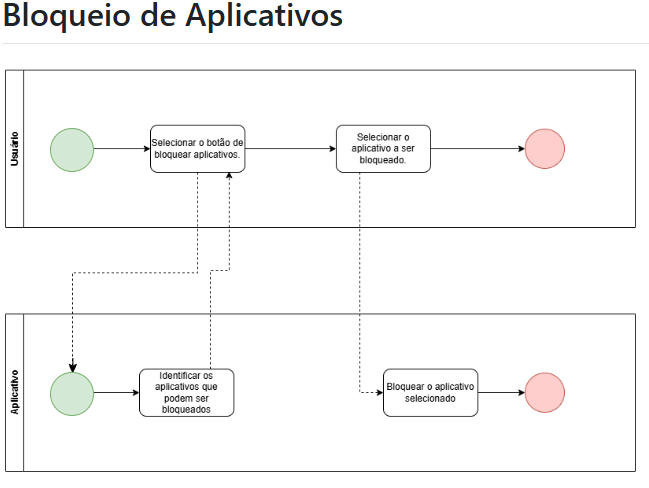 Bloqueio de Aplicativos
Usuário
Selecionar o botão de
bloquear aplicativos.
Selecionar o
aplicativo a ser
bloqueado.
Aplicativo
Identificar os
aplicativos que
podem ser
bloqueados
Bloquear o aplicativo
selecionado